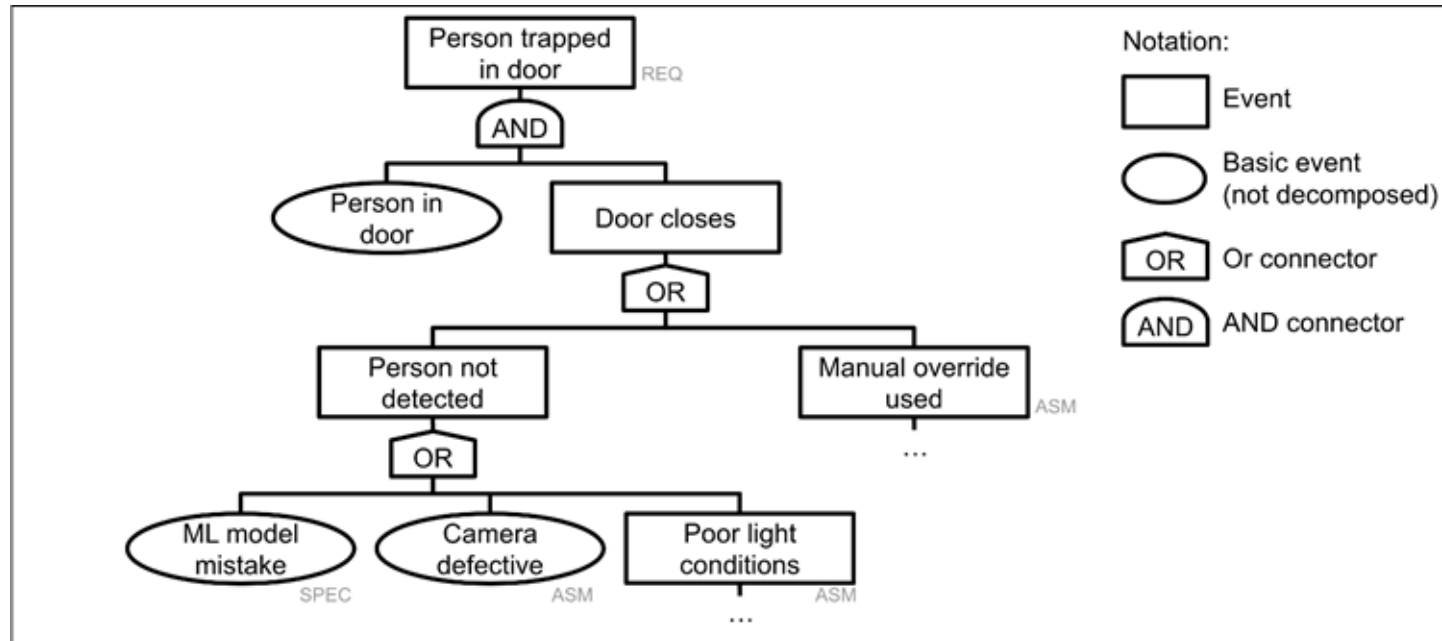 Person trapped
in door
REQ
AND
Person in
door
Door closes
OR
Person not
detected
Manual override
used
ASM
...
OR
ML model
mistake
SPEC
Camera
defective
ASM
Poor light
conditions
ASM
...
Notation:
Event
Basic event
(not decomposed)
OR
Or connector
AND
AND connector